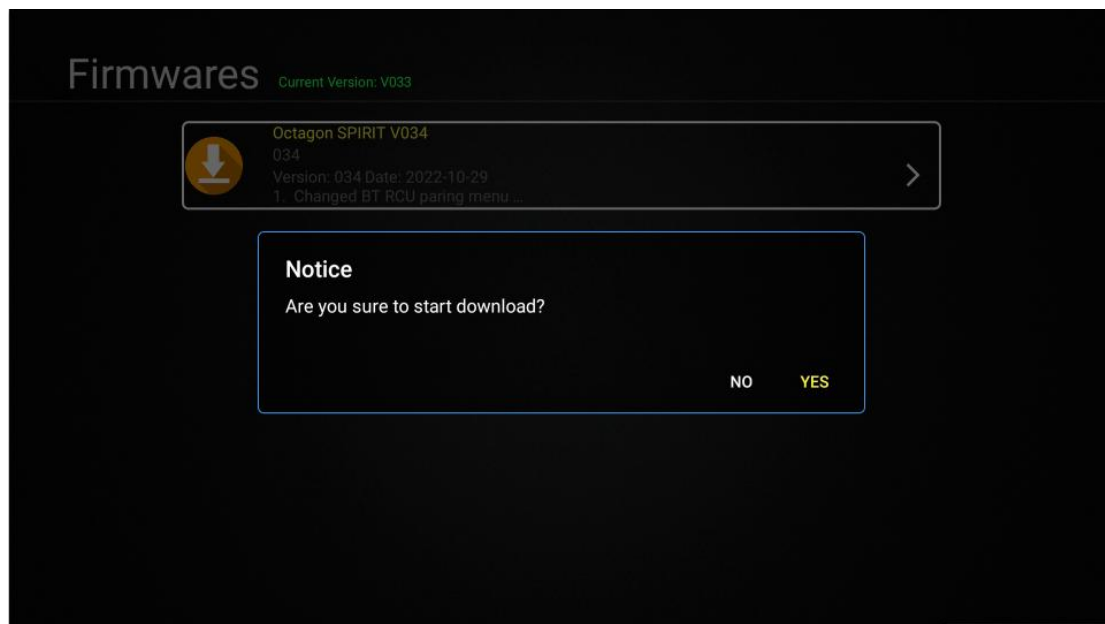 Firmwares Current Version: V033
Octagon SPIRIT V034
034
Version: 034 Date: 2022-10-29
1. Changed BT RCU paring menu ...
Notice
Are you sure to start download?
NO YES